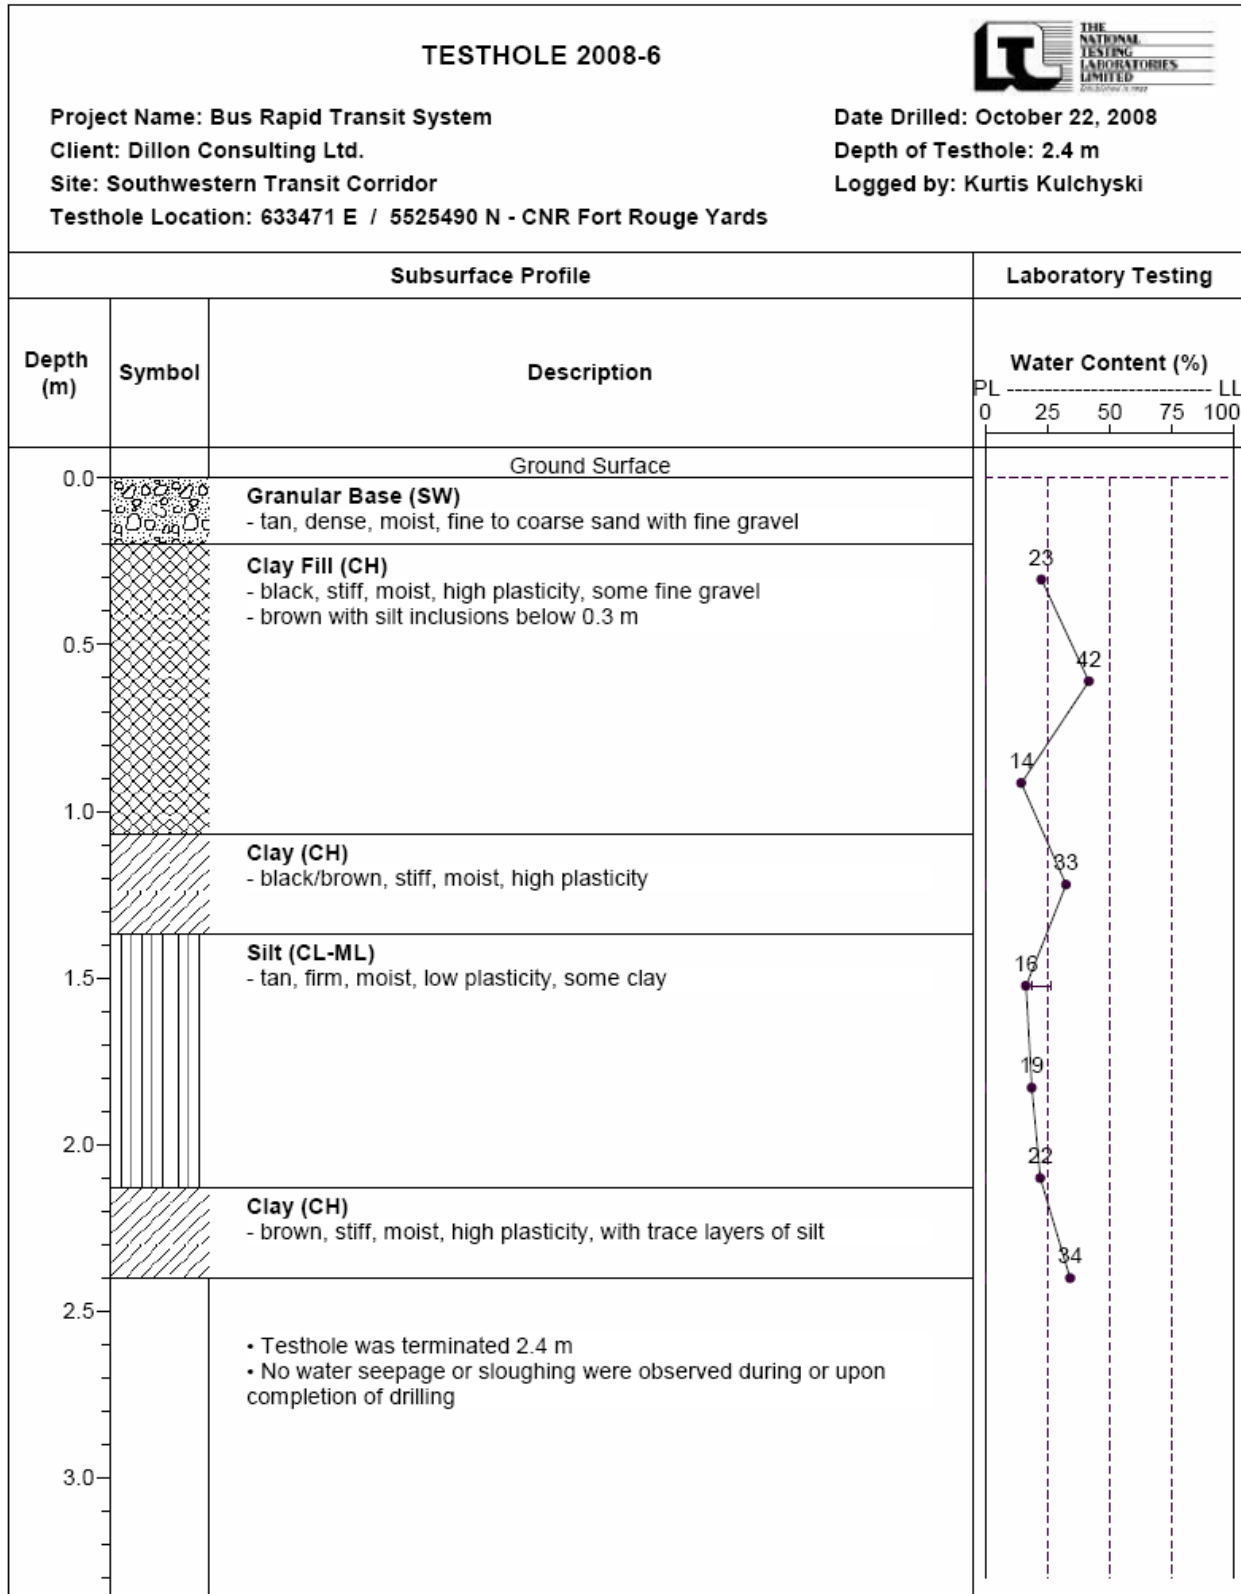 TESTHOLE 2008-6
THE
NATIONAL
TESTING
LABORATORIES
LIMITED
Project Name: Bus Rapid Transit System
Date Drilled: October 22, 2008
Client: Dillon Consulting Ltd.
Depth of Testhole: 2.4 m
Site: Southwestern Transit Corridor
Logged by: Kurtis Kulchyski
Testhole Location: 633471 E / 5525490 N - CNR Fort Rouge Yards
Subsurface Profile
Laboratory Testing
Depth
(m)
Symbol
Description
Water Content (%)
PL ---------------------------- LL
0 25 50 75 100
Ground Surface
0.0
Granular Base (SW)
- tan, dense, moist, fine to coarse sand with fine gravel
Clay Fill (CH)
- black, stiff, moist, high plasticity, some fine gravel
- brown with silt inclusions below 0.3 m
23
0.5
42
14
1.0
Clay (CH)
- black/brown, stiff, moist, high plasticity
33
Silt (CL-ML)
- tan, firm, moist, low plasticity, some clay
16
1.5
19
2.0
22
Clay (CH)
- brown, stiff, moist, high plasticity, with trace layers of silt
34
2.5
• Testhole was terminated 2.4 m
• No water seepage or sloughing were observed during or upon
completion of drilling
3.0